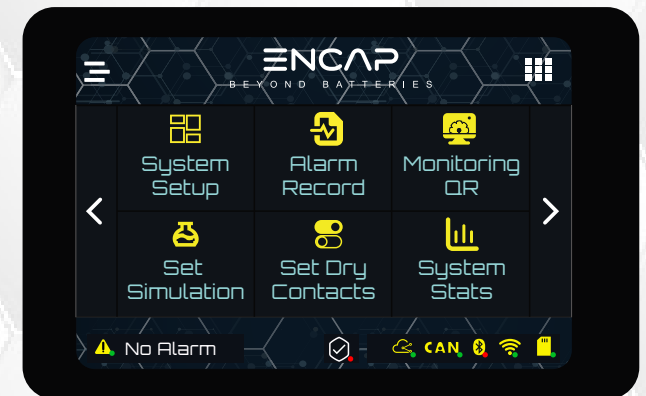 ENCAP
BEYOND BATTERIES
System
Setup
Alarm
Record
Monitoring
QR
Set
Simulation
Set Dry
Contacts
System
Stats
No Alarm
CAN